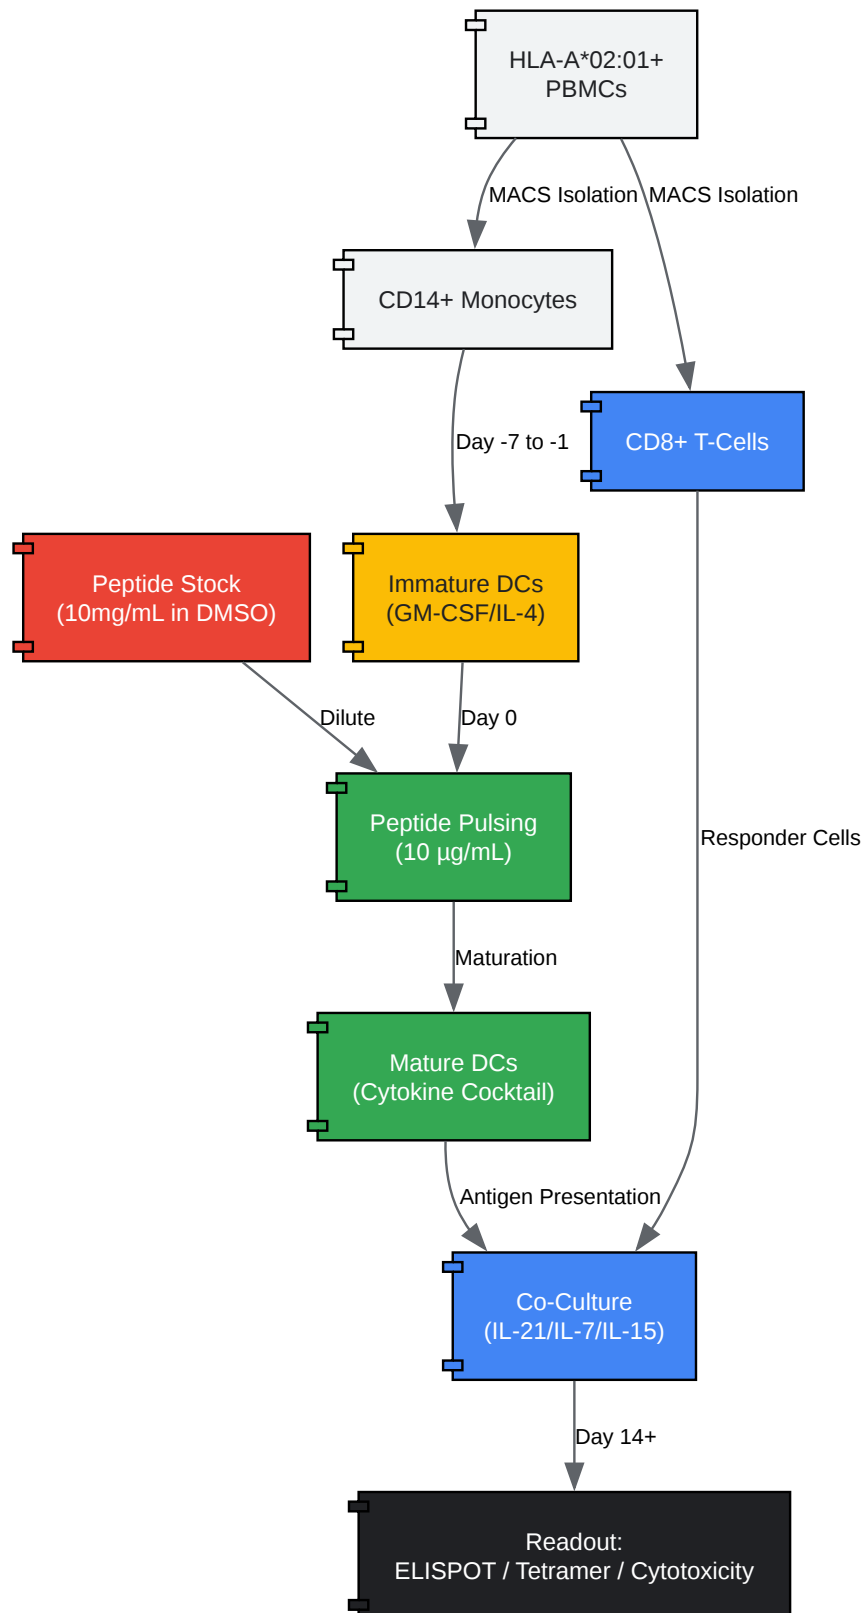 HLA-A*02:01+
PBMCs
MACS Isolation
MACS Isolation
CD14+ Monocytes
Day -7 to -1
CD8+ T-Cells
Peptide Stock
(10mg/mL in DMSO)
Immature DCs
(GM-CSF/IL-4)
Dilute
Day 0
Peptide Pulsing
(10 µg/mL)
Responder Cells
Maturation
Mature DCs
(Cytokine Cocktail)
Antigen Presentation
Co-Culture
(IL-21/IL-7/IL-15)
Day 14+
Readout:
ELISPOT / Tetramer / Cytotoxicity